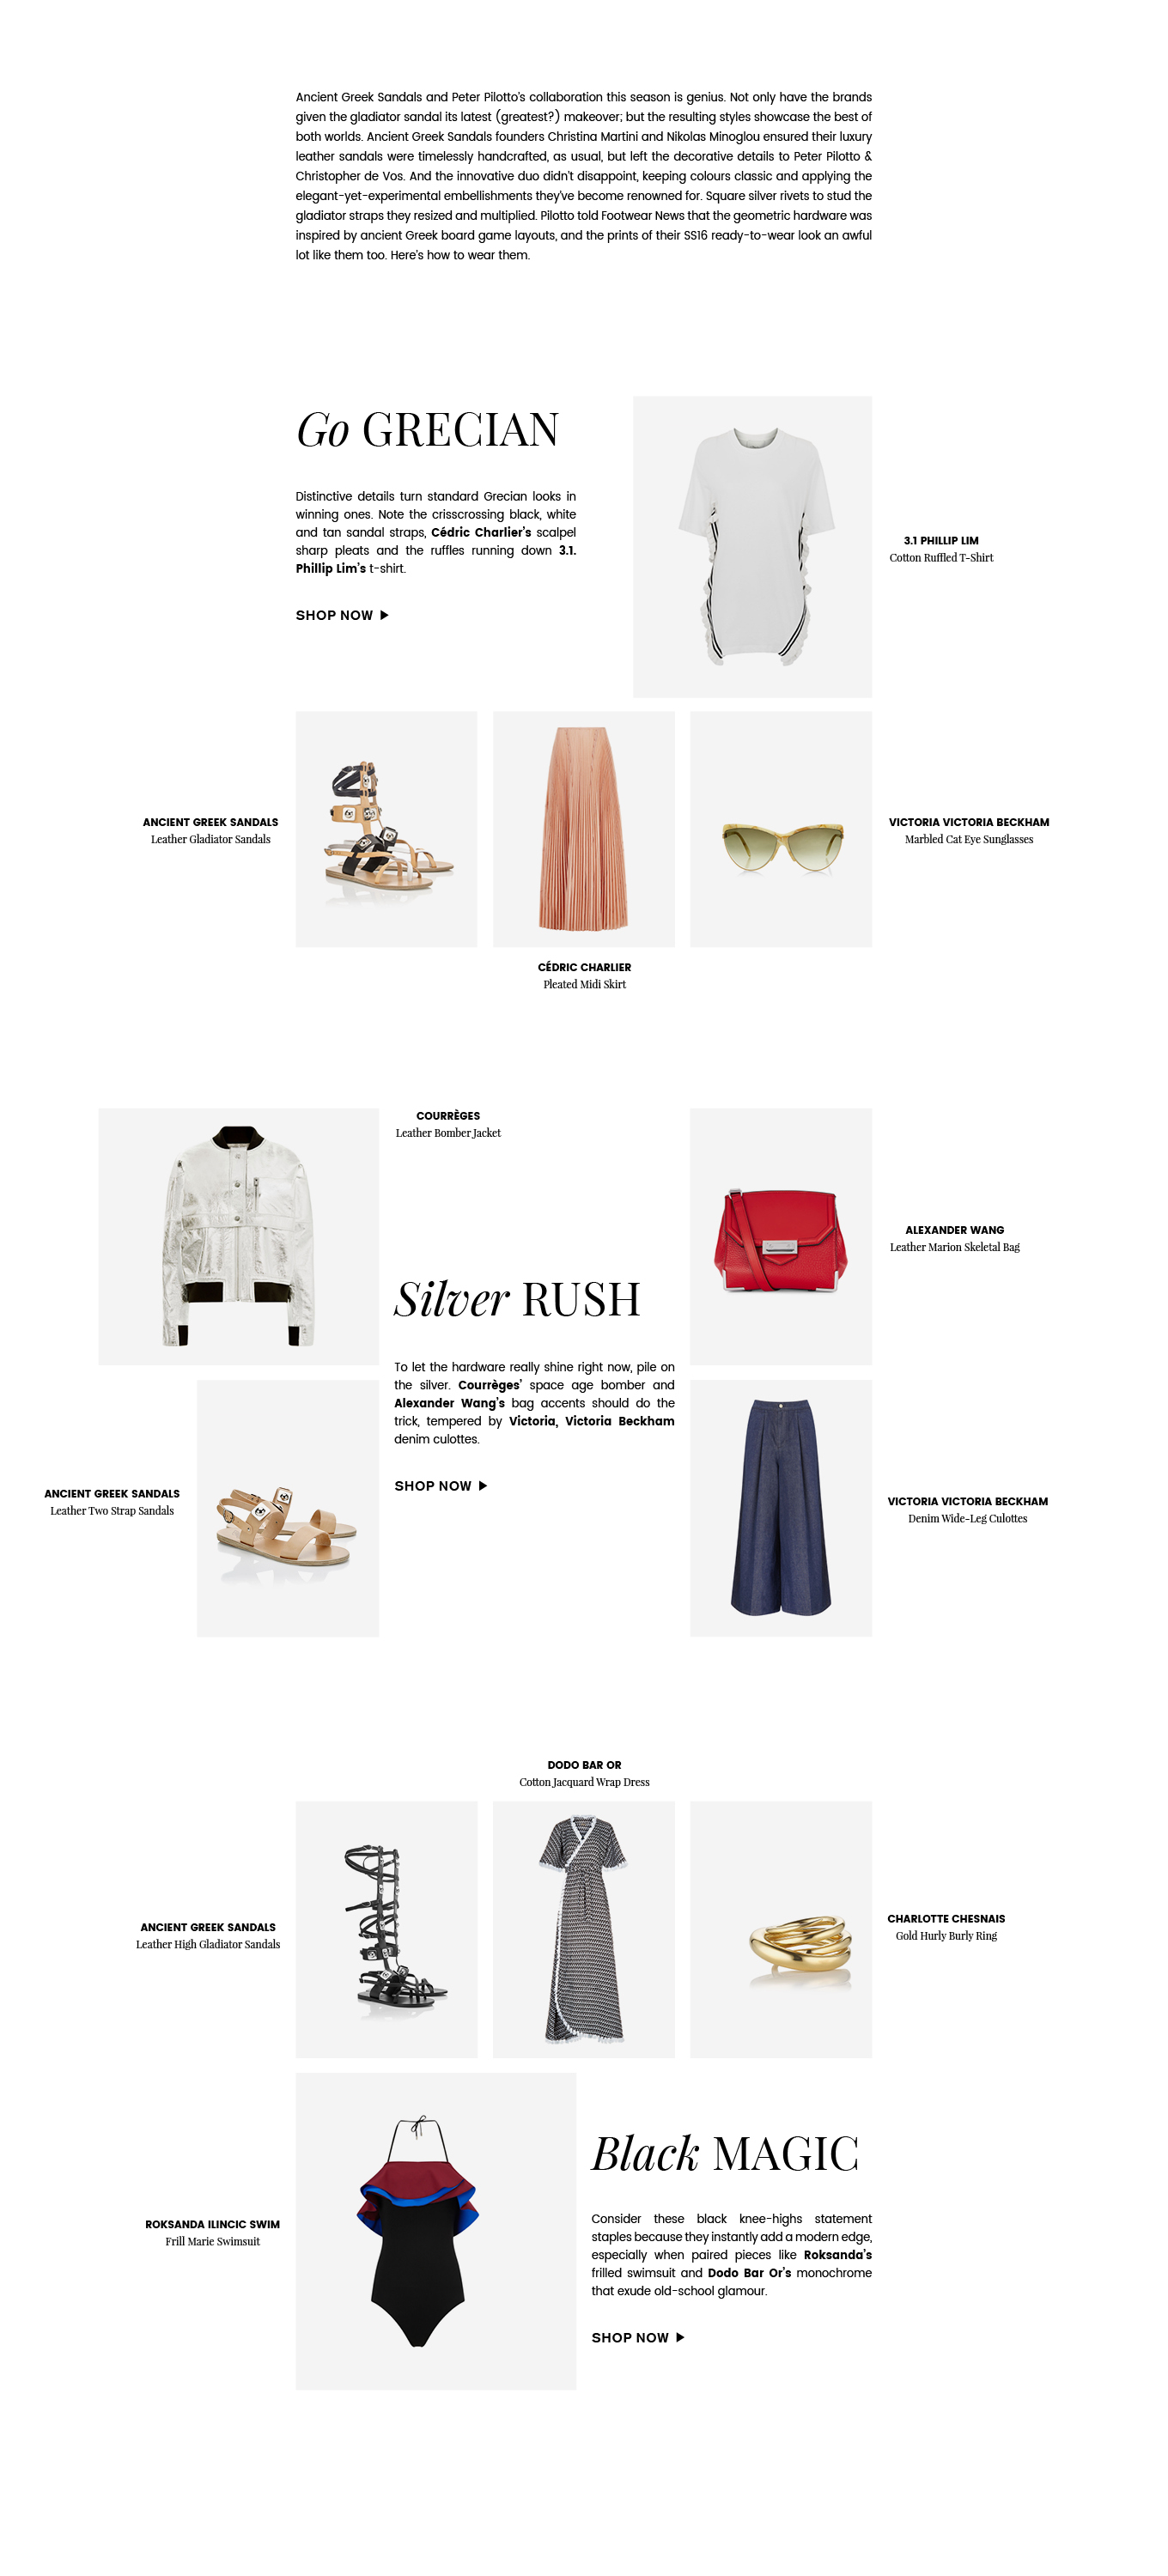 Ancient Greek Sandals and Peter Pilotto's collaboration this season is genius. Not only have the brands
given the gladiator sandal its latest (greatest?) makeover; but the resulting styles showcase the best of
both worlds. Ancient Greek Sandals founders Christina Martini and Nikolas Minoglou ensured their luxury
leather sandals were timelessly handcrafted, as usual, but left the decorative details to Peter Pilotto &
Christopher de Vos. And the innovative duo didn't disappoint, keeping colours classic and applying the
elegant-yet-experimental embellishments they've become renowned for. Square silver rivets to stud the
gladiator straps they resized and multiplied. Pilotto told Footwear News that the geometric hardware was
inspired by ancient Greek board game layouts, and the prints of their SS16 ready-to-wear look an awful
lot like them too. Here's how to wear them.
Go GRECIAN
Distinctive details turn standard Grecian looks in
winning ones. Note the crisscrossing black, white
and tan sandal straps, Cédric Charlier's scalpel
sharp pleats and the ruffles running down 3.1.
Phillip Lim's t-shirt.
SHOP NOW
3.1 PHILLIP LIM
Cotton Ruffled T-Shirt
ANCIENT GREEK SANDALS
Leather Gladiator Sandals
VICTORIA VICTORIA BECKHAM
Marbled Cat Eye Sunglasses
CÉDRIC CHARLIER
Pleated Midi Skirt
COURRÈGES
Leather Bomber Jacket
ALEXANDER WANG
Leather Marion Skeletal Bag
Silver RUSH
To let the hardware really shine right now, pile on
the silver. Courrèges' space age bomber and
Alexander Wang's bag accents should do the
trick, tempered by Victoria, Victoria Beckham
denim culottes.
SHOP NOW
ANCIENT GREEK SANDALS
Leather Two Strap Sandals
VICTORIA VICTORIA BECKHAM
Denim Wide-Leg Culottes
DODO BAR OR
Cotton Jacquard Wrap Dress
ANCIENT GREEK SANDALS
Leather High Gladiator Sandals
CHARLOTTE CHESNAIS
Gold Hurly Burly Ring
ROKSANDA ILINCIC SWIM
Frill Marie Swimsuit
Black MAGIC
Consider these black knee-highs statement
staples because they instantly add a modern edge,
especially when paired pieces like Roksanda's
frilled swimsuit and Dodo Bar Or's monochrome
that exude old-school glamour.
SHOP NOW